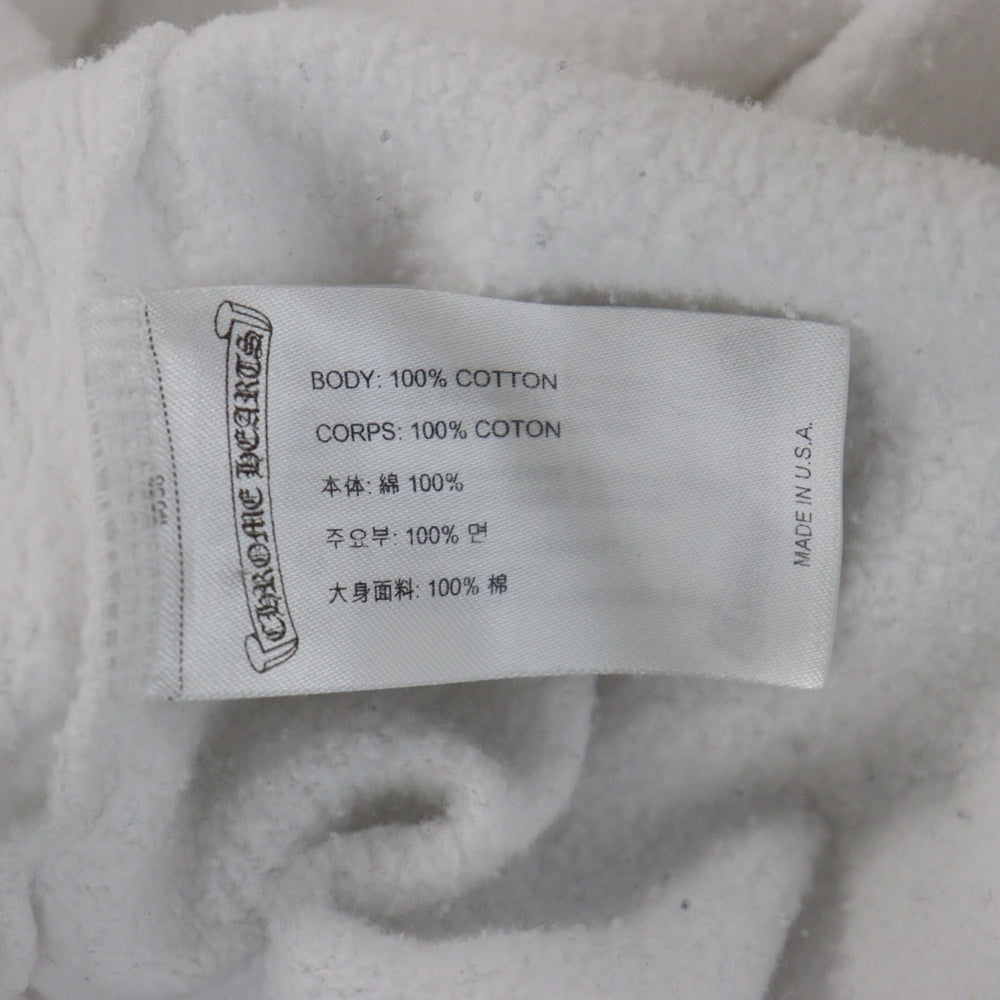 CHROME HEARTS
BODY: 100% COTTON
CORPS: 100% COTON
本体: 綿 100%
주요부: 100% 면
大身面料: 100% 棉
MADE IN U.S.A.